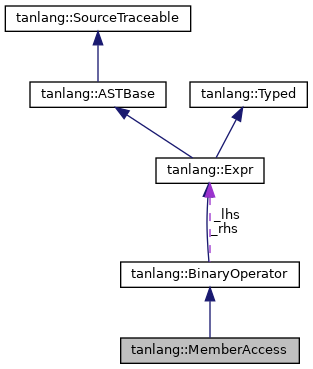 tanlang::SourceTraceable
tanlang::ASTBase
tanlang::Typed
tanlang::Expr
_lhs
_rhs
tanlang::BinaryOperator
tanlang::MemberAccess